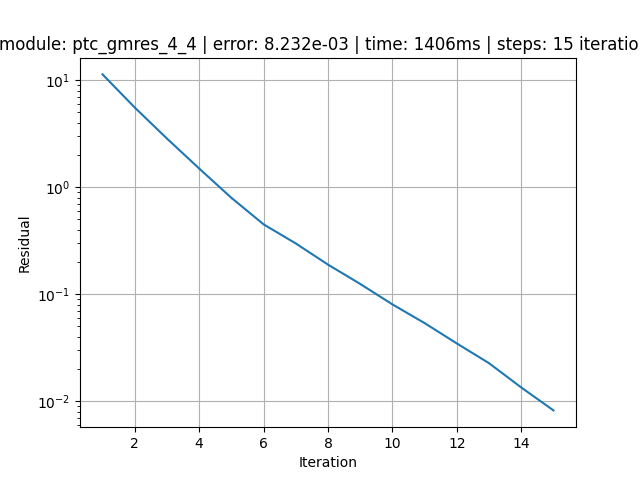 module: ptc_gmres_4_4 | error: 8.232e-03 | time: 1406ms | steps: 15 iteratio
10¹
10⁰
10⁻¹
10⁻²
Residual
2 4 6 8 10 12 14
Iteration